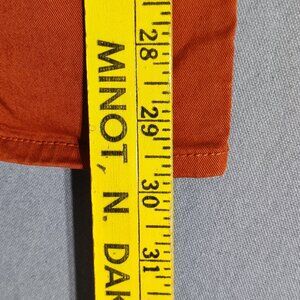 MINOT, N. DAK
28 29 30 31